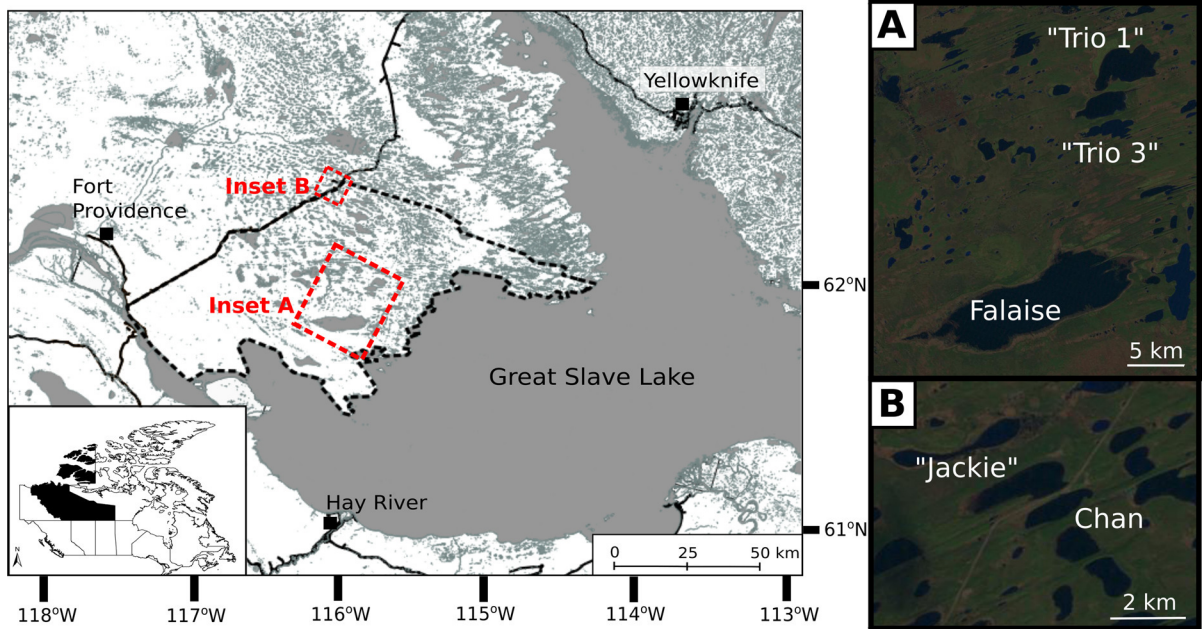 Yellowknife
Inset B
Fort
Providence
Inset A
Great Slave Lake
Hay River
N
0 25 50 km
62°N
61°N
118°W 117°W 116°W 115°W 114°W 113°W
A
"Trio 1"
"Trio 3"
Falaise
5 km
B
"Jackie"
Chan
2 km